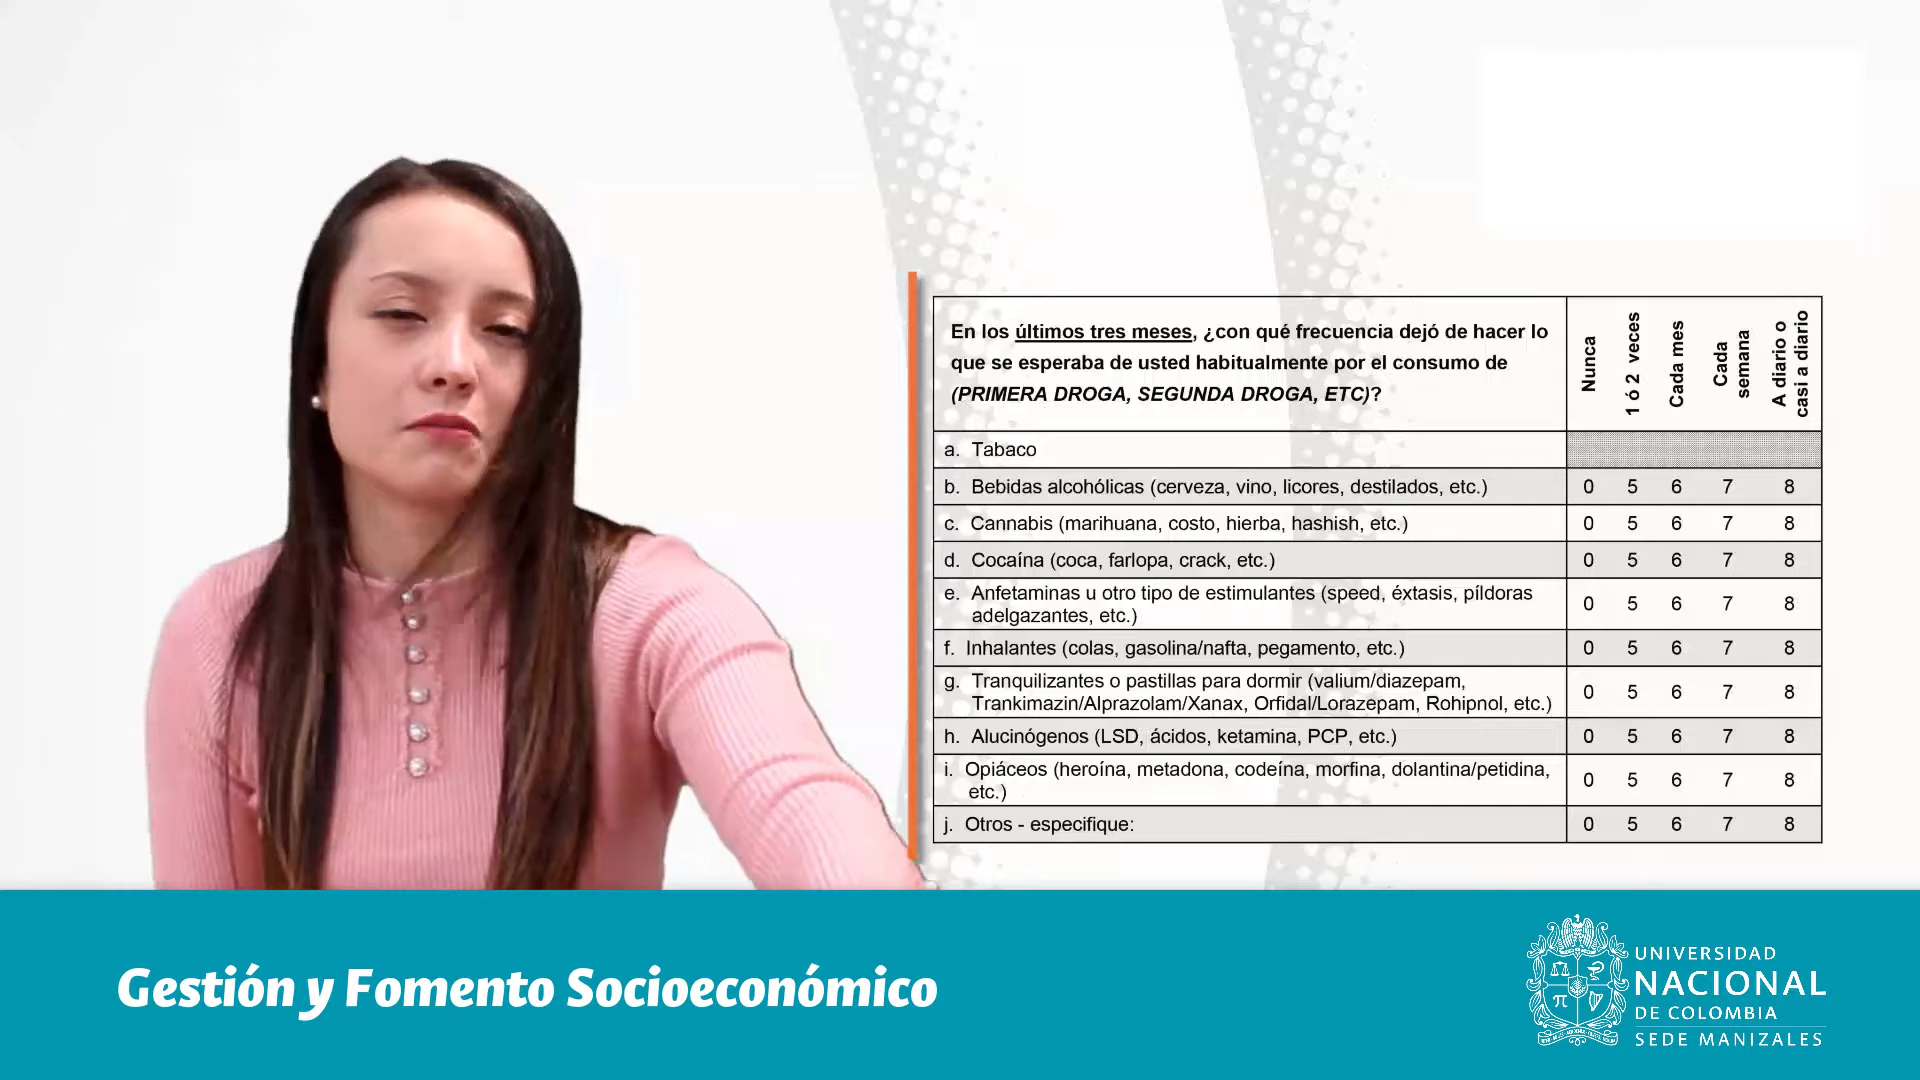 En los últimos tres meses, ¿con qué frecuencia dejó de hacer lo
que se esperaba de usted habitualmente por el consumo de
(PRIMERA DROGA, SEGUNDA DROGA, ETC)?
Nunca
1 ó 2 veces
Cada mes
Cada
semana
A diario o
casi a diario
a. Tabaco
b. Bebidas alcohólicas (cerveza, vino, licores, destilados, etc.) 0 5 6 7 8
c. Cannabis (marihuana, costo, hierba, hashish, etc.) 0 5 6 7 8
d. Cocaína (coca, farlopa, crack, etc.) 0 5 6 7 8
e. Anfetaminas u otro tipo de estimulantes (speed, éxtasis, píldoras
adelgazantes, etc.) 0 5 6 7 8
f. Inhalantes (colas, gasolina/nafta, pegamento, etc.) 0 5 6 7 8
g. Tranquilizantes o pastillas para dormir (valium/diazepam,
Trankimazin/Alprazolam/Xanax, Orfidal/Lorazepam, Rohipnol, etc.) 0 5 6 7 8
h. Alucinógenos (LSD, ácidos, ketamina, PCP, etc.) 0 5 6 7 8
i. Opiáceos (heroína, metadona, codeína, morfina, dolantina/petidina,
etc.) 0 5 6 7 8
j. Otros - especifique: 0 5 6 7 8
Gestión y Fomento Socioeconómico
UNIVERSIDAD
NACIONAL
DE COLOMBIA
SEDE MANIZALES